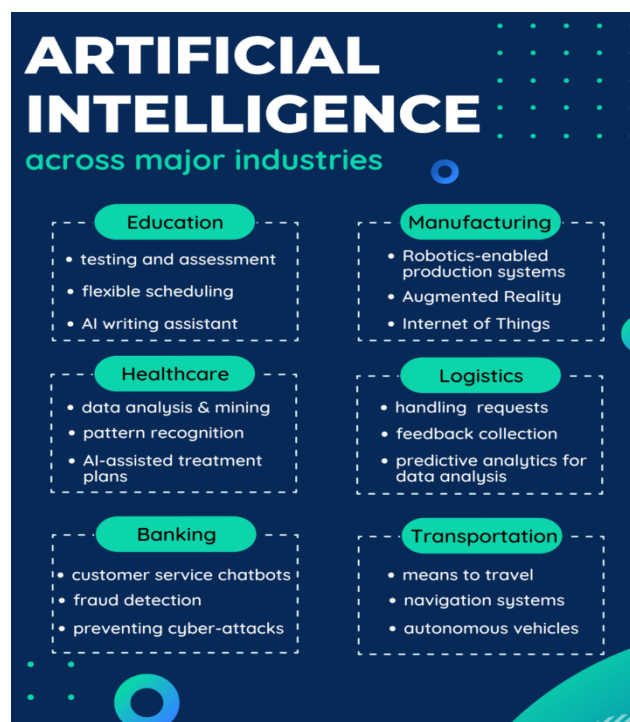 ARTIFICIAL
INTELLIGENCE
across major industries
Education
• testing and assessment
• flexible scheduling
• AI writing assistant
Manufacturing
• Robotics-enabled
production systems
• Augmented Reality
• Internet of Things
Healthcare
• data analysis & mining
• pattern recognition
• AI-assisted treatment
plans
Logistics
• handling requests
• feedback collection
• predictive analytics for
data analysis
Banking
• customer service chatbots
• fraud detection
• preventing cyber-attacks
Transportation
• means to travel
• navigation systems
• autonomous vehicles